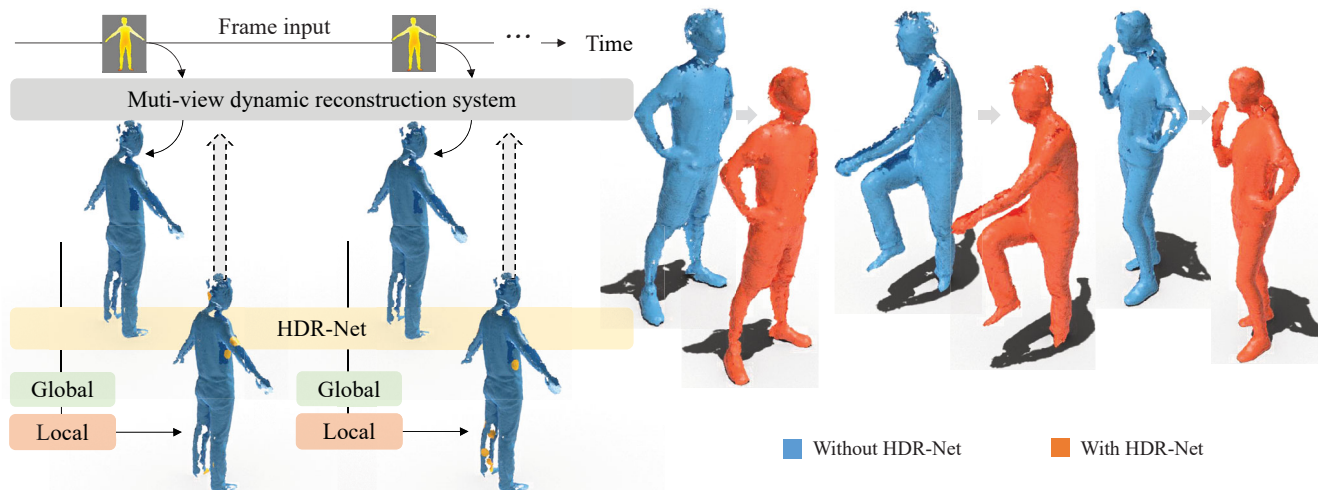 Frame input
...
Time
Muti-view dynamic reconstruction system
HDR-Net
Global
Global
Local
Local
Without HDR-Net
With HDR-Net